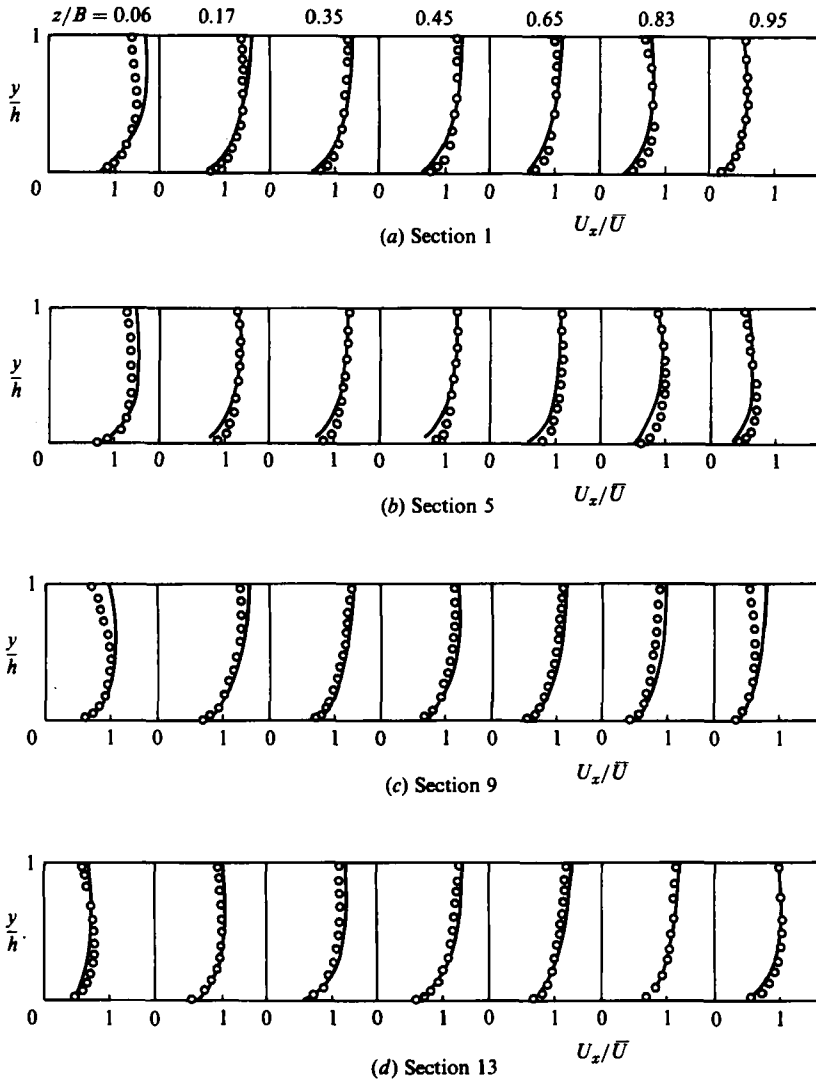 z/B = 0.06 0.17 0.35 0.45 0.65 0.83 0.95
1
y/h
0 1 0 1 0 1 0 1 0 1 0 1 0 1
U_x/Ū
(a) Section 1
1
y/h
0 1 0 1 0 1 0 1 0 1 0 1 0 1
U_x/Ū
(b) Section 5
1
y/h
0 1 0 1 0 1 0 1 0 1 0 1 0 1
U_x/Ū
(c) Section 9
1
y/h
0 1 0 1 0 1 0 1 0 1 0 1 0 1
U_x/Ū
(d) Section 13